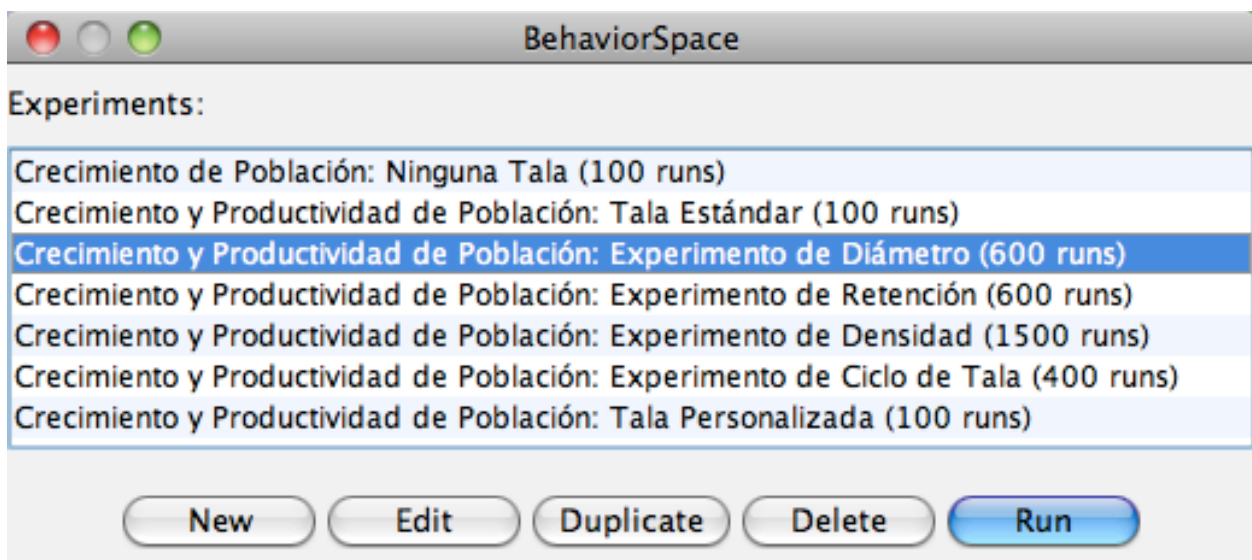 BehaviorSpace
Experiments:
Crecimiento de Población: Ninguna Tala (100 runs)
Crecimiento y Productividad de Población: Tala Estándar (100 runs)
Crecimiento y Productividad de Población: Experimento de Diámetro (600 runs)
Crecimiento y Productividad de Población: Experimento de Retención (600 runs)
Crecimiento y Productividad de Población: Experimento de Densidad (1500 runs)
Crecimiento y Productividad de Población: Experimento de Ciclo de Tala (400 runs)
Crecimiento y Productividad de Población: Tala Personalizada (100 runs)
New Edit Duplicate Delete Run